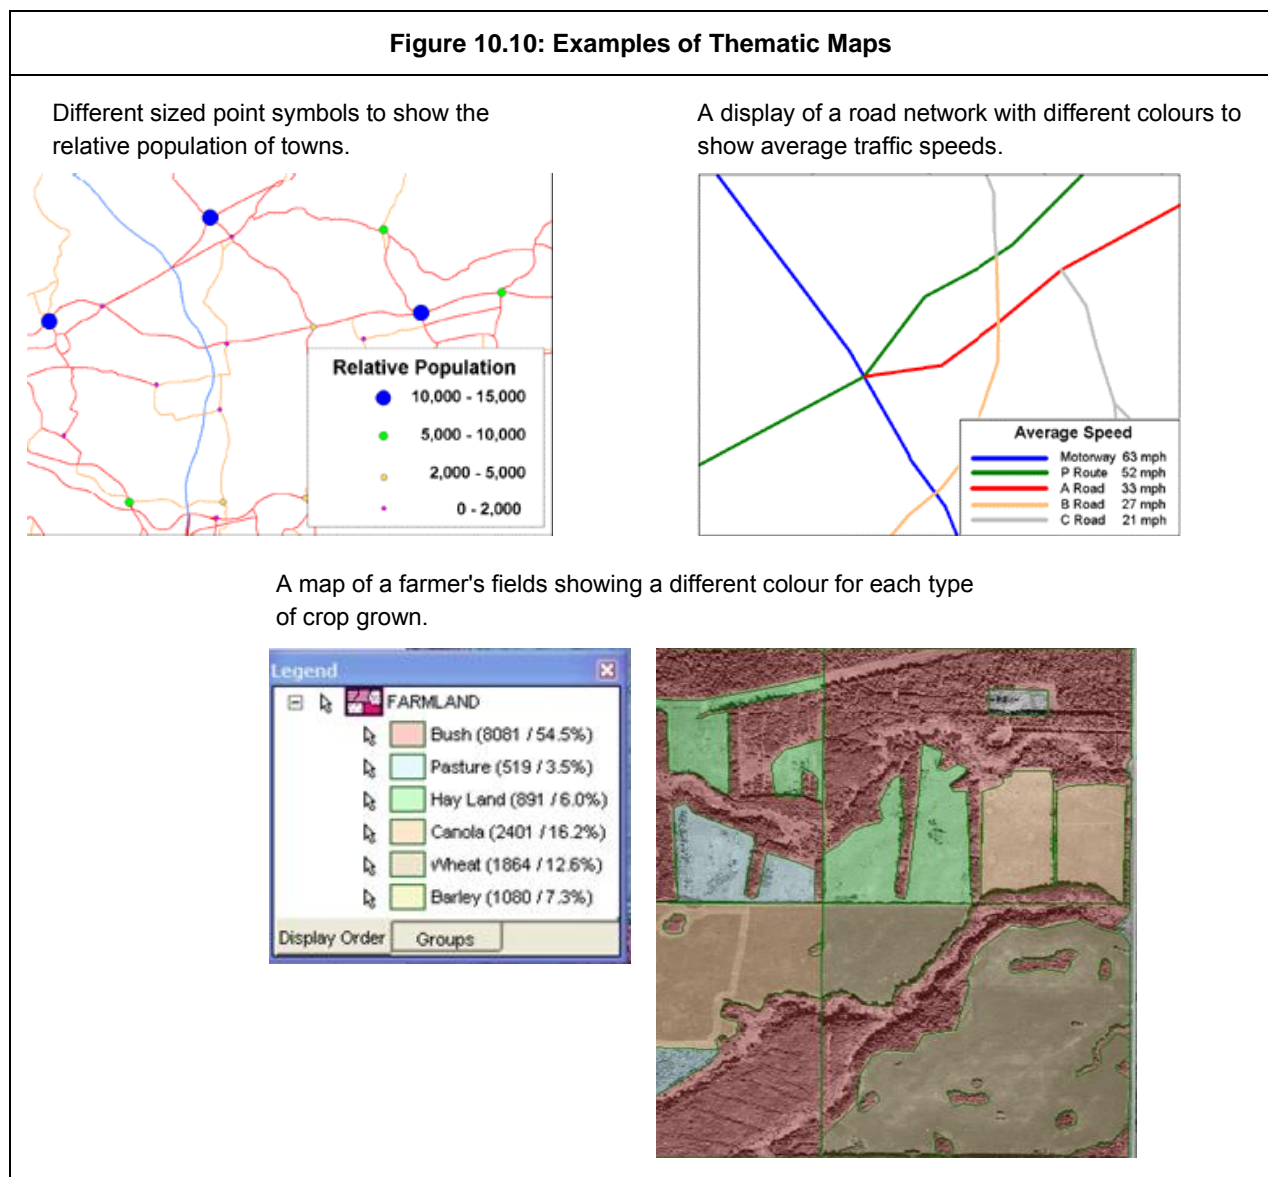 Figure 10.10: Examples of Thematic Maps
Different sized point symbols to show the
relative population of towns.
Relative Population
10,000 - 15,000
5,000 - 10,000
2,000 - 5,000
0 - 2,000
A display of a road network with different colours to
show average traffic speeds.
Average Speed
Motorway 63 mph
P Route 52 mph
A Road 33 mph
B Road 27 mph
C Road 21 mph
A map of a farmer's fields showing a different colour for each type
of crop grown.
Legend
FARMLAND
Bush (8081 / 54.5%)
Pasture (519 / 3.5%)
Hay Land (891 / 6.0%)
Canola (2401 / 16.2%)
Wheat (1864 / 12.6%)
Barley (1080 / 7.3%)
Display Order Groups